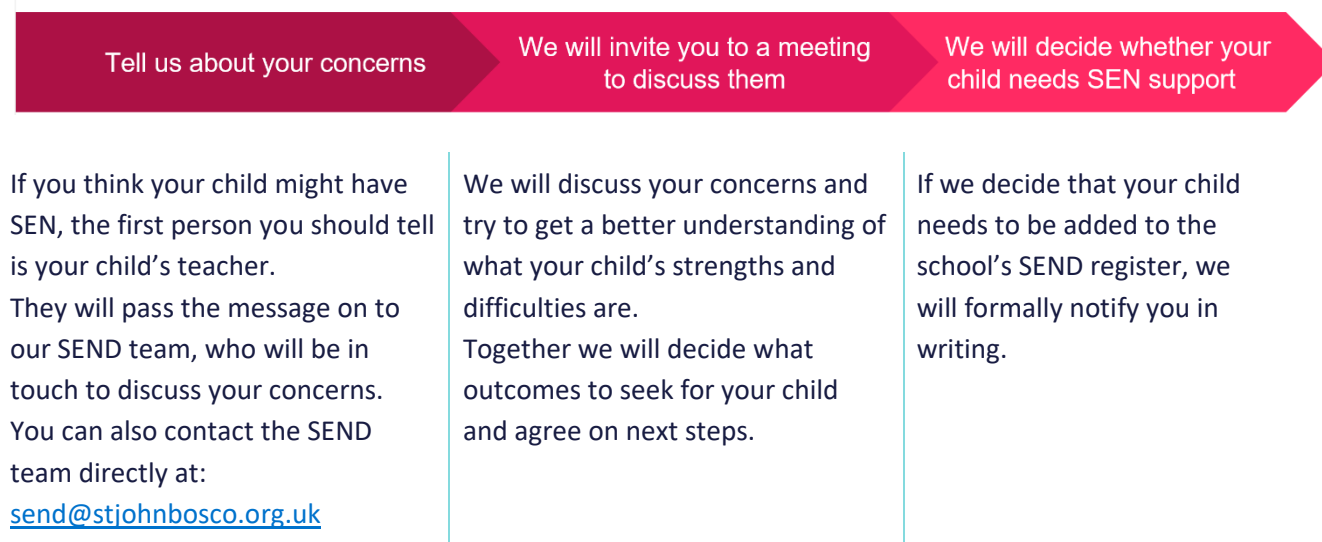 Tell us about your concerns
We will invite you to a meeting
to discuss them
We will decide whether your
child needs SEN support
If you think your child might have
SEN, the first person you should tell
is your child’s teacher.
They will pass the message on to
our SEND team, who will be in
touch to discuss your concerns.
You can also contact the SEND
team directly at:
send@stjohnbosco.org.uk
We will discuss your concerns and
try to get a better understanding of
what your child’s strengths and
difficulties are.
Together we will decide what
outcomes to seek for your child
and agree on next steps.
If we decide that your child
needs to be added to the
school’s SEND register, we
will formally notify you in
writing.